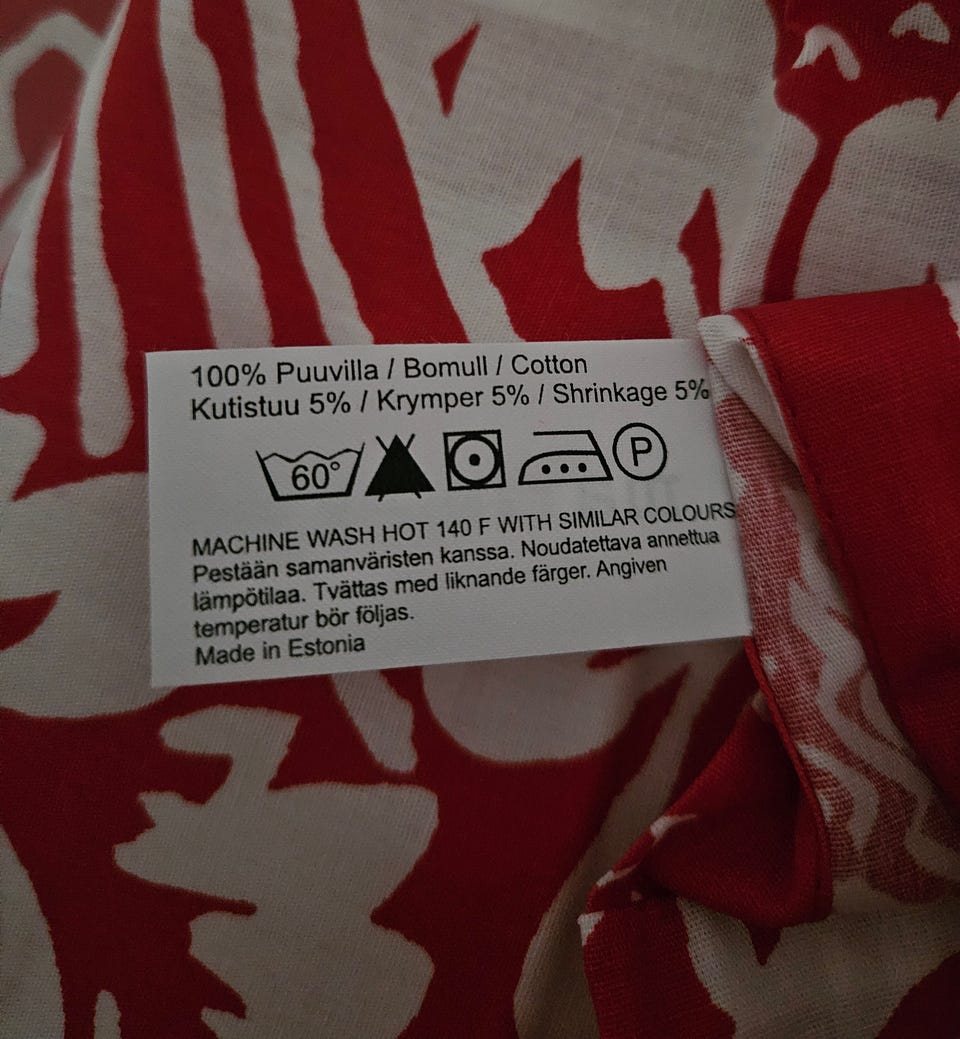 100% Puuvilla / Bomull / Cotton
Kutistuu 5% / Krymper 5% / Shrinkage 5%
60° P
MACHINE WASH HOT 140 F WITH SIMILAR COLOURS
Pestään samanväristen kanssa. Noudatettava annettua
lämpötilaa. Tvättas med liknande färger. Angiven
temperatur bör följas.
Made in Estonia